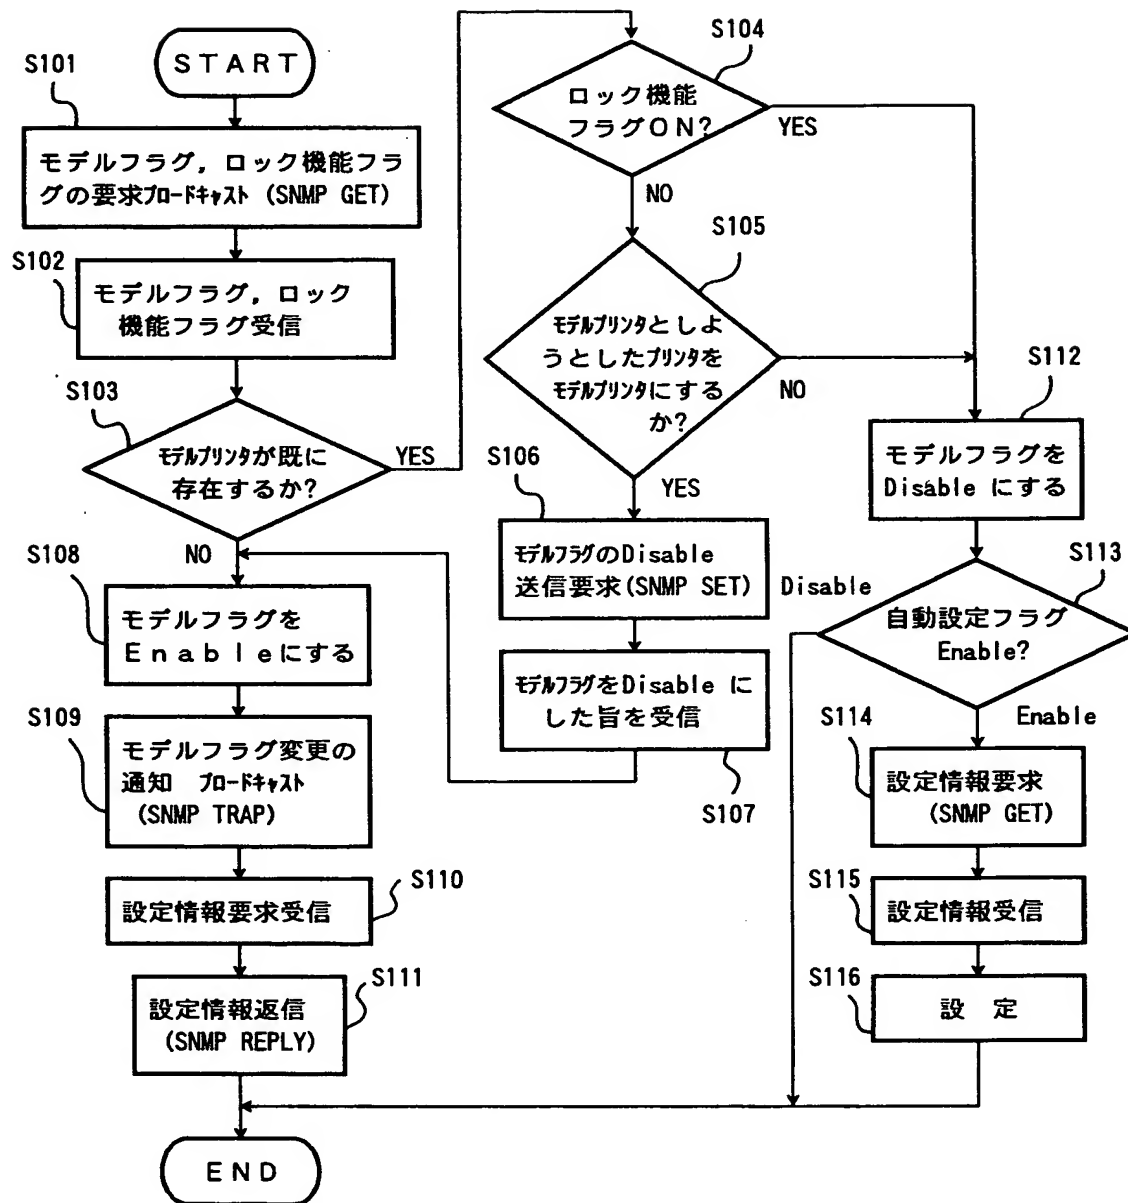 START
S101
モデルフラグ，ロック機能フラ
グの要求ﾌﾞﾛｰﾄﾞｷｬｽﾄ (SNMP GET)
S102
モデルフラグ，ロック
機能フラグ受信
S103
ﾓﾃﾞﾙﾌﾟﾘﾝﾀが既に
存在するか?
YES
NO
S104
ロック機能
フラグON?
YES
NO
S105
ﾓﾃﾞﾙﾌﾟﾘﾝﾀとしよ
うとしたﾌﾟﾘﾝﾀを
ﾓﾃﾞﾙﾌﾟﾘﾝﾀにする
か?
NO
YES
S106
ﾓﾃﾞﾙﾌﾗｸﾞのDisable
送信要求(SNMP SET)
ﾓﾃﾞﾙﾌﾗｸﾞをDisable に
した旨を受信
S107
S108
モデルフラグを
Enableにする
S109
モデルフラグ変更の
通知 ﾌﾞﾛｰﾄﾞｷｬｽﾄ
(SNMP TRAP)
S110
設定情報要求受信
S111
設定情報返信
(SNMP REPLY)
S112
モデルフラグを
Disable にする
S113
自動設定フラグ
Enable?
Disable
Enable
S114
設定情報要求
(SNMP GET)
S115
設定情報受信
S116
設 定
END